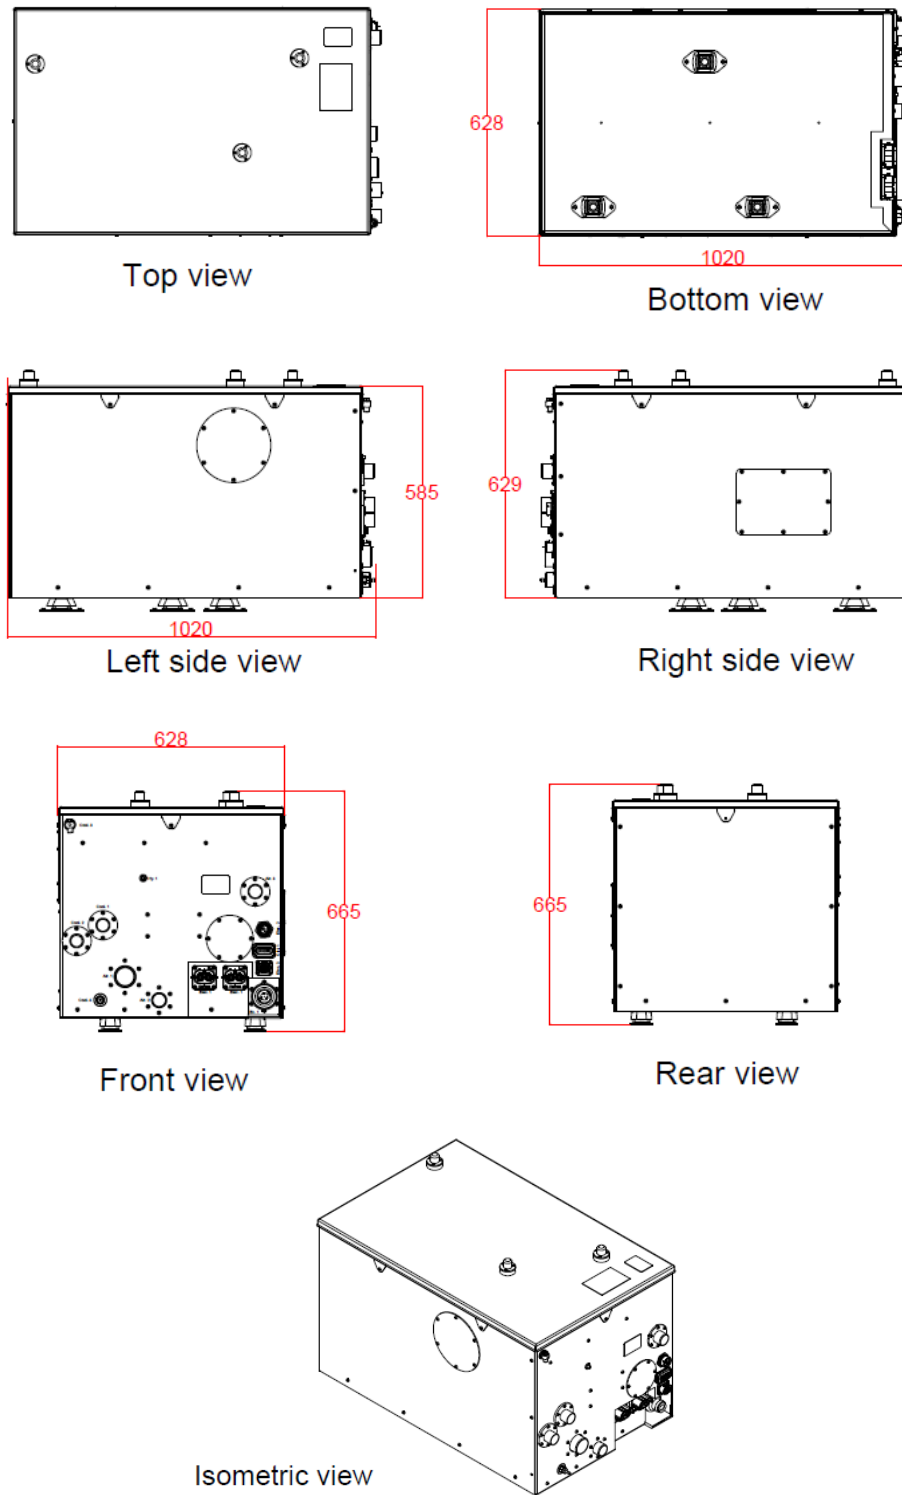 628
1020
Top view
Bottom view
585
629
1020
Left side view
Right side view
628
665
665
Front view
Rear view
Isometric view